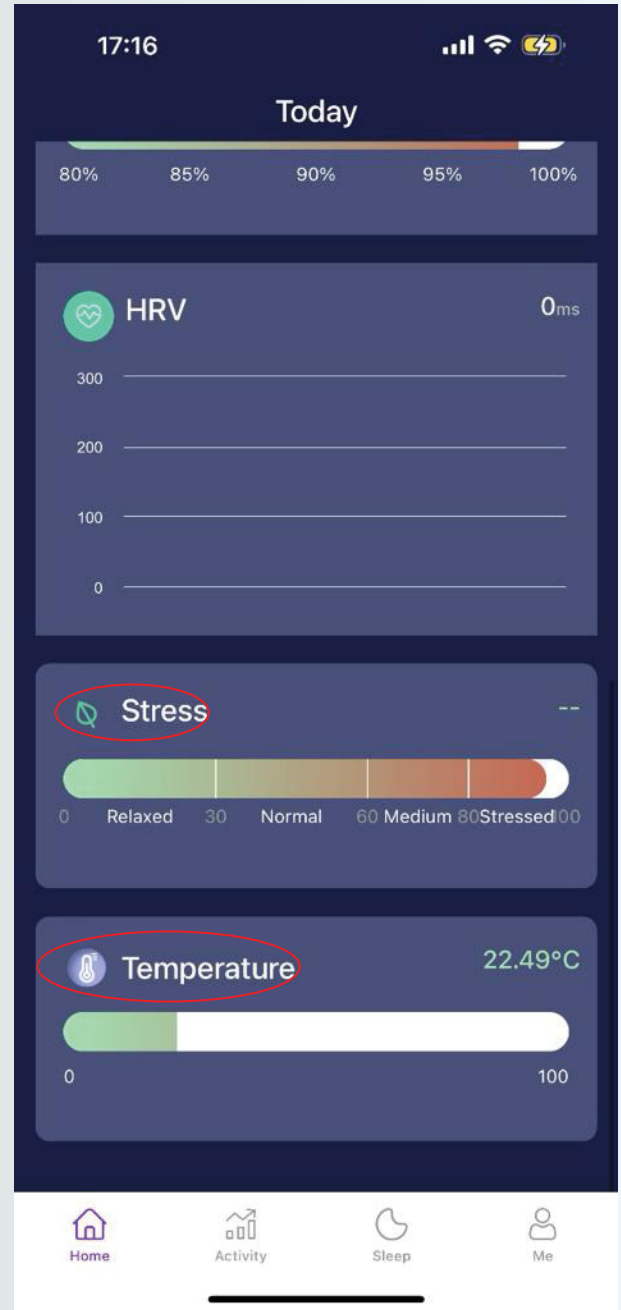 17:16
Today
80% 85% 90% 95% 100%
HRV 0ms
300
200
100
0
Stress --
0 Relaxed 30 Normal 60 Medium 80 Stressed 100
Temperature 22.49°C
0 100
Home Activity Sleep Me